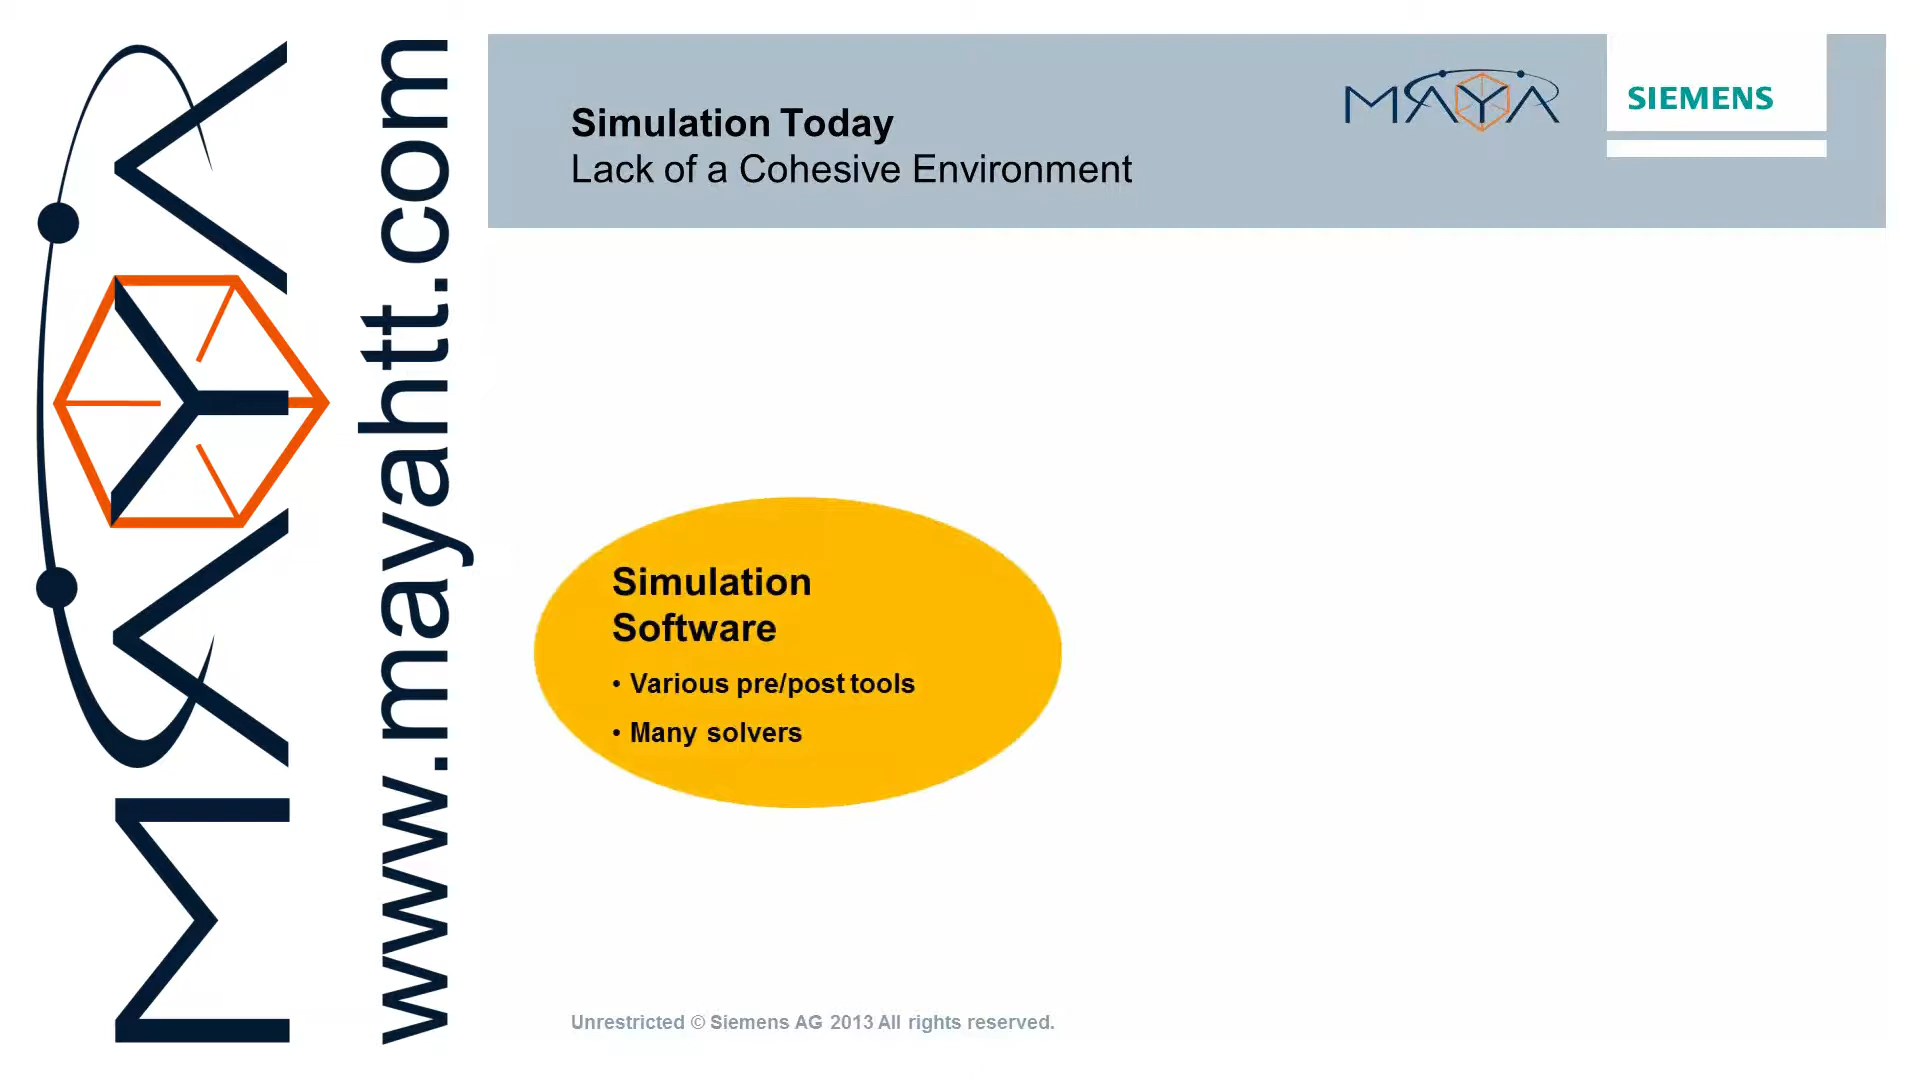 MAYA
www.mayahtt.com
Simulation Today
Lack of a Cohesive Environment
MAYA
SIEMENS
Simulation
Software
• Various pre/post tools
• Many solvers
Unrestricted © Siemens AG 2013 All rights reserved.